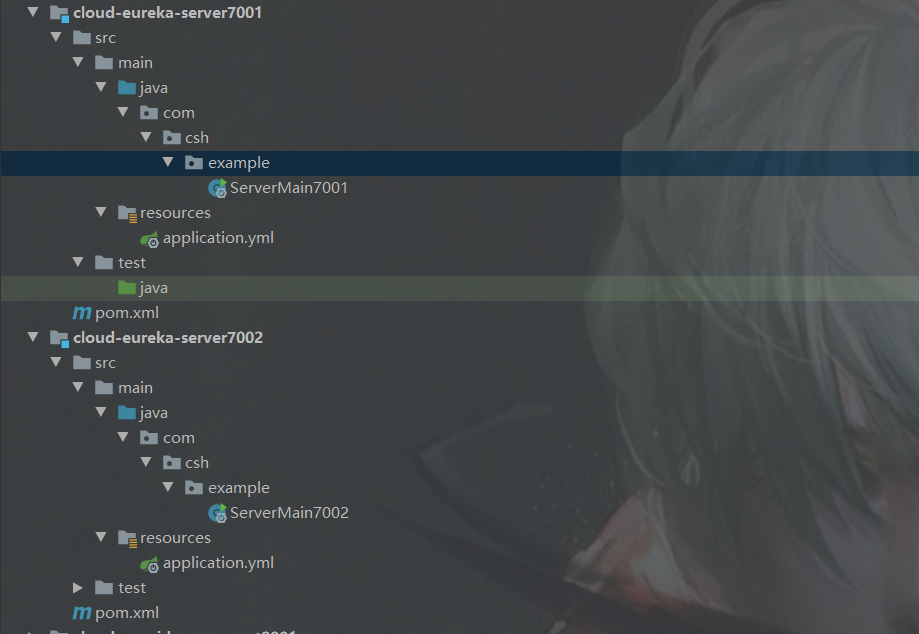 cloud-eureka-server7001
src
main
java
com
csh
example
ServerMain7001
resources
application.yml
test
java
m pom.xml
cloud-eureka-server7002
src
main
java
com
csh
example
ServerMain7002
resources
application.yml
test
m pom.xml